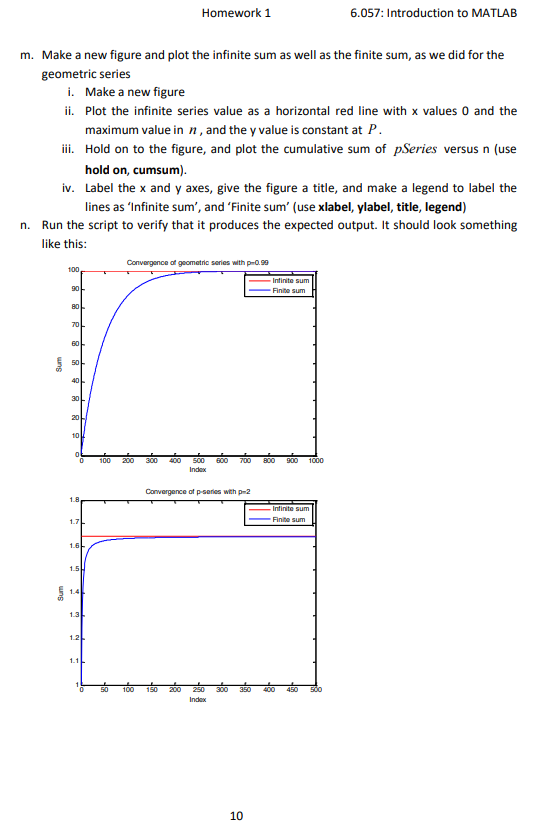 Homework 1 6.057: Introduction to MATLAB
m. Make a new figure and plot the infinite sum as well as the finite sum, as we did for the
geometric series
i. Make a new figure
ii. Plot the infinite series value as a horizontal red line with x values 0 and the
maximum value in n , and the y value is constant at P .
iii. Hold on to the figure, and plot the cumulative sum of pSeries versus n (use
hold on, cumsum).
iv. Label the x and y axes, give the figure a title, and make a legend to label the
lines as ‘Infinite sum’, and ‘Finite sum’ (use xlabel, ylabel, title, legend)
n. Run the script to verify that it produces the expected output. It should look something
like this:
Convergence of geometric series with p=0.99
100
90
80
70
60
50
40
30
20
10
0
Sum
Infinite sum
Finite sum
0 100 200 300 400 500 600 700 800 900 1000
Index
Convergence of p-series with p=2
1.8
1.7
1.6
1.5
1.4
1.3
1.2
1.1
1
Sum
Infinite sum
Finite sum
0 50 100 150 200 250 300 350 400 450 500
Index
10